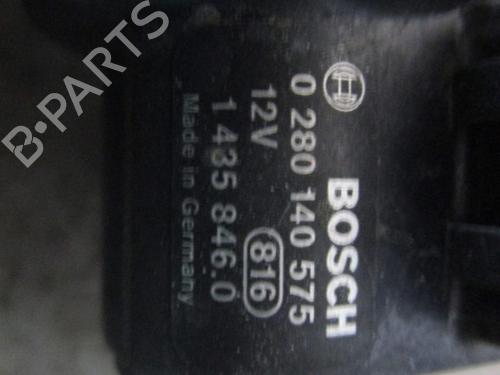 BOSCH
0 280 140 575
12V 816
1 435 846.0
Made in Germany
B-PARTS